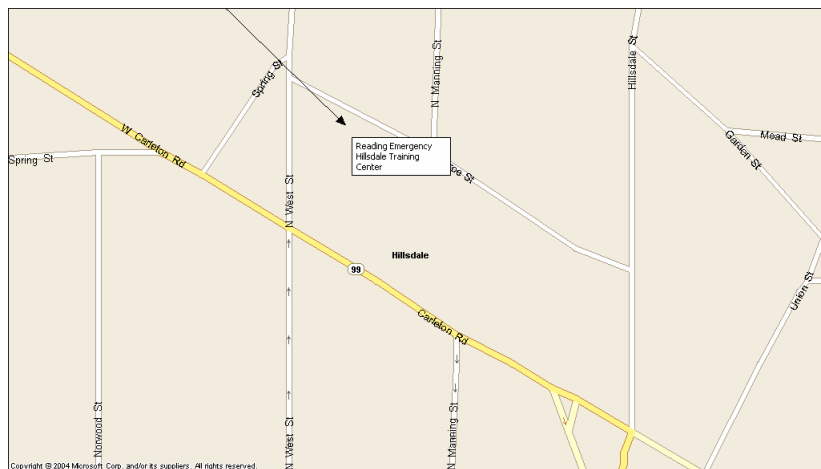 N Manning St
Hillsdale St
Spring St
Mead St
Garden St
W Carleton Rd
Reading Emergency
Hillsdale Training
Center
Spring St
roe St
N West St
Hillsdale
99
Union St
Carleton Rd
Norwood St
N West St
N Manning St
Copyright @ 2004 Microsoft Corp. and/or its suppliers. All rights reserved.